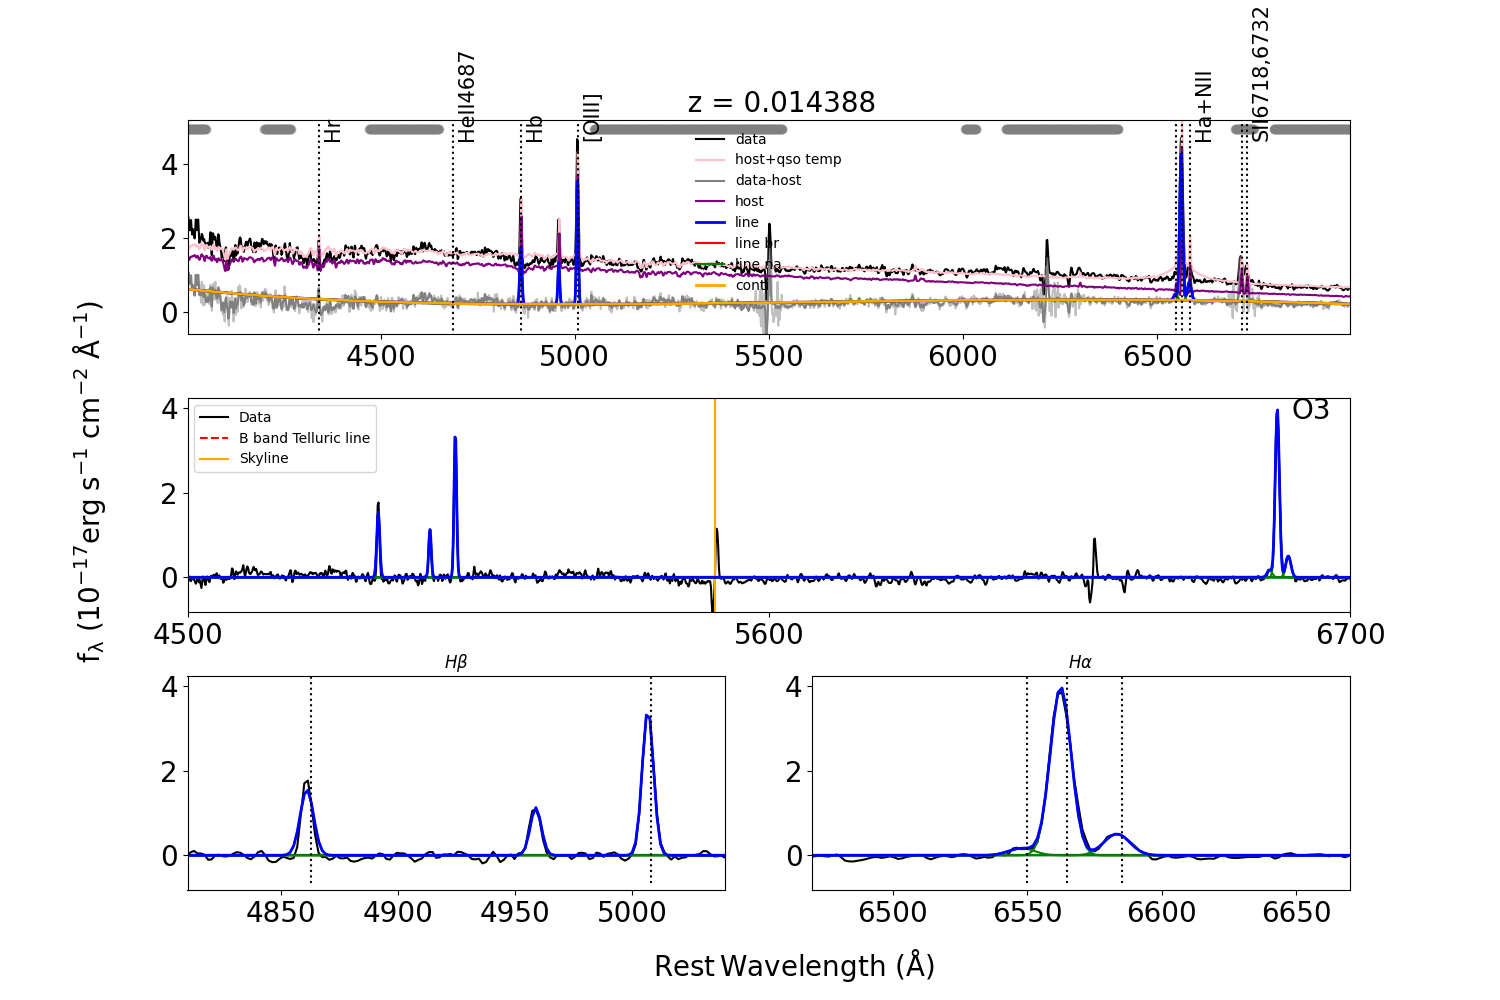 z = 0.014388
Hr
HeII4687
Hb
[OIII]
Ha+NII
SII6718,6732
data
host+qso temp
data-host
host
line
line br
line na
conti
4
2
0
4500 5000 5500 6000 6500
Data
B band Telluric line
Skyline
O3
4
2
0
4500 5600 6700
fλ (10⁻¹⁷erg s⁻¹ cm⁻² Å⁻¹)
Hβ
4
2
0
4850 4900 4950 5000
Hα
4
2
0
6500 6550 6600 6650
Rest Wavelength (Å)